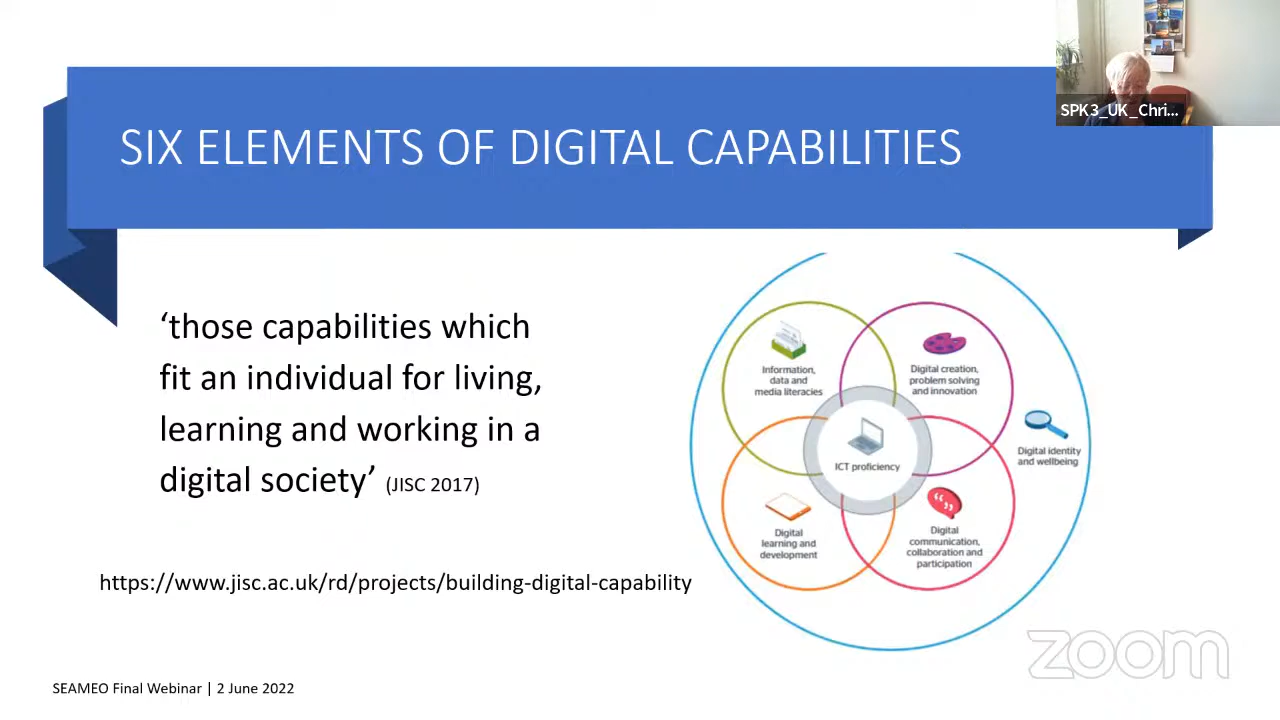 SPK3_UK_Chri...
SIX ELEMENTS OF DIGITAL CAPABILITIES
‘those capabilities which
fit an individual for living,
learning and working in a
digital society’ (JISC 2017)
https://www.jisc.ac.uk/rd/projects/building-digital-capability
Information,
data and
media literacies
Digital creation,
problem solving
and innovation
ICT proficiency
Digital identity
and wellbeing
Digital
learning and
development
Digital
communication,
collaboration and
participation
zoom
SEAMEO Final Webinar | 2 June 2022